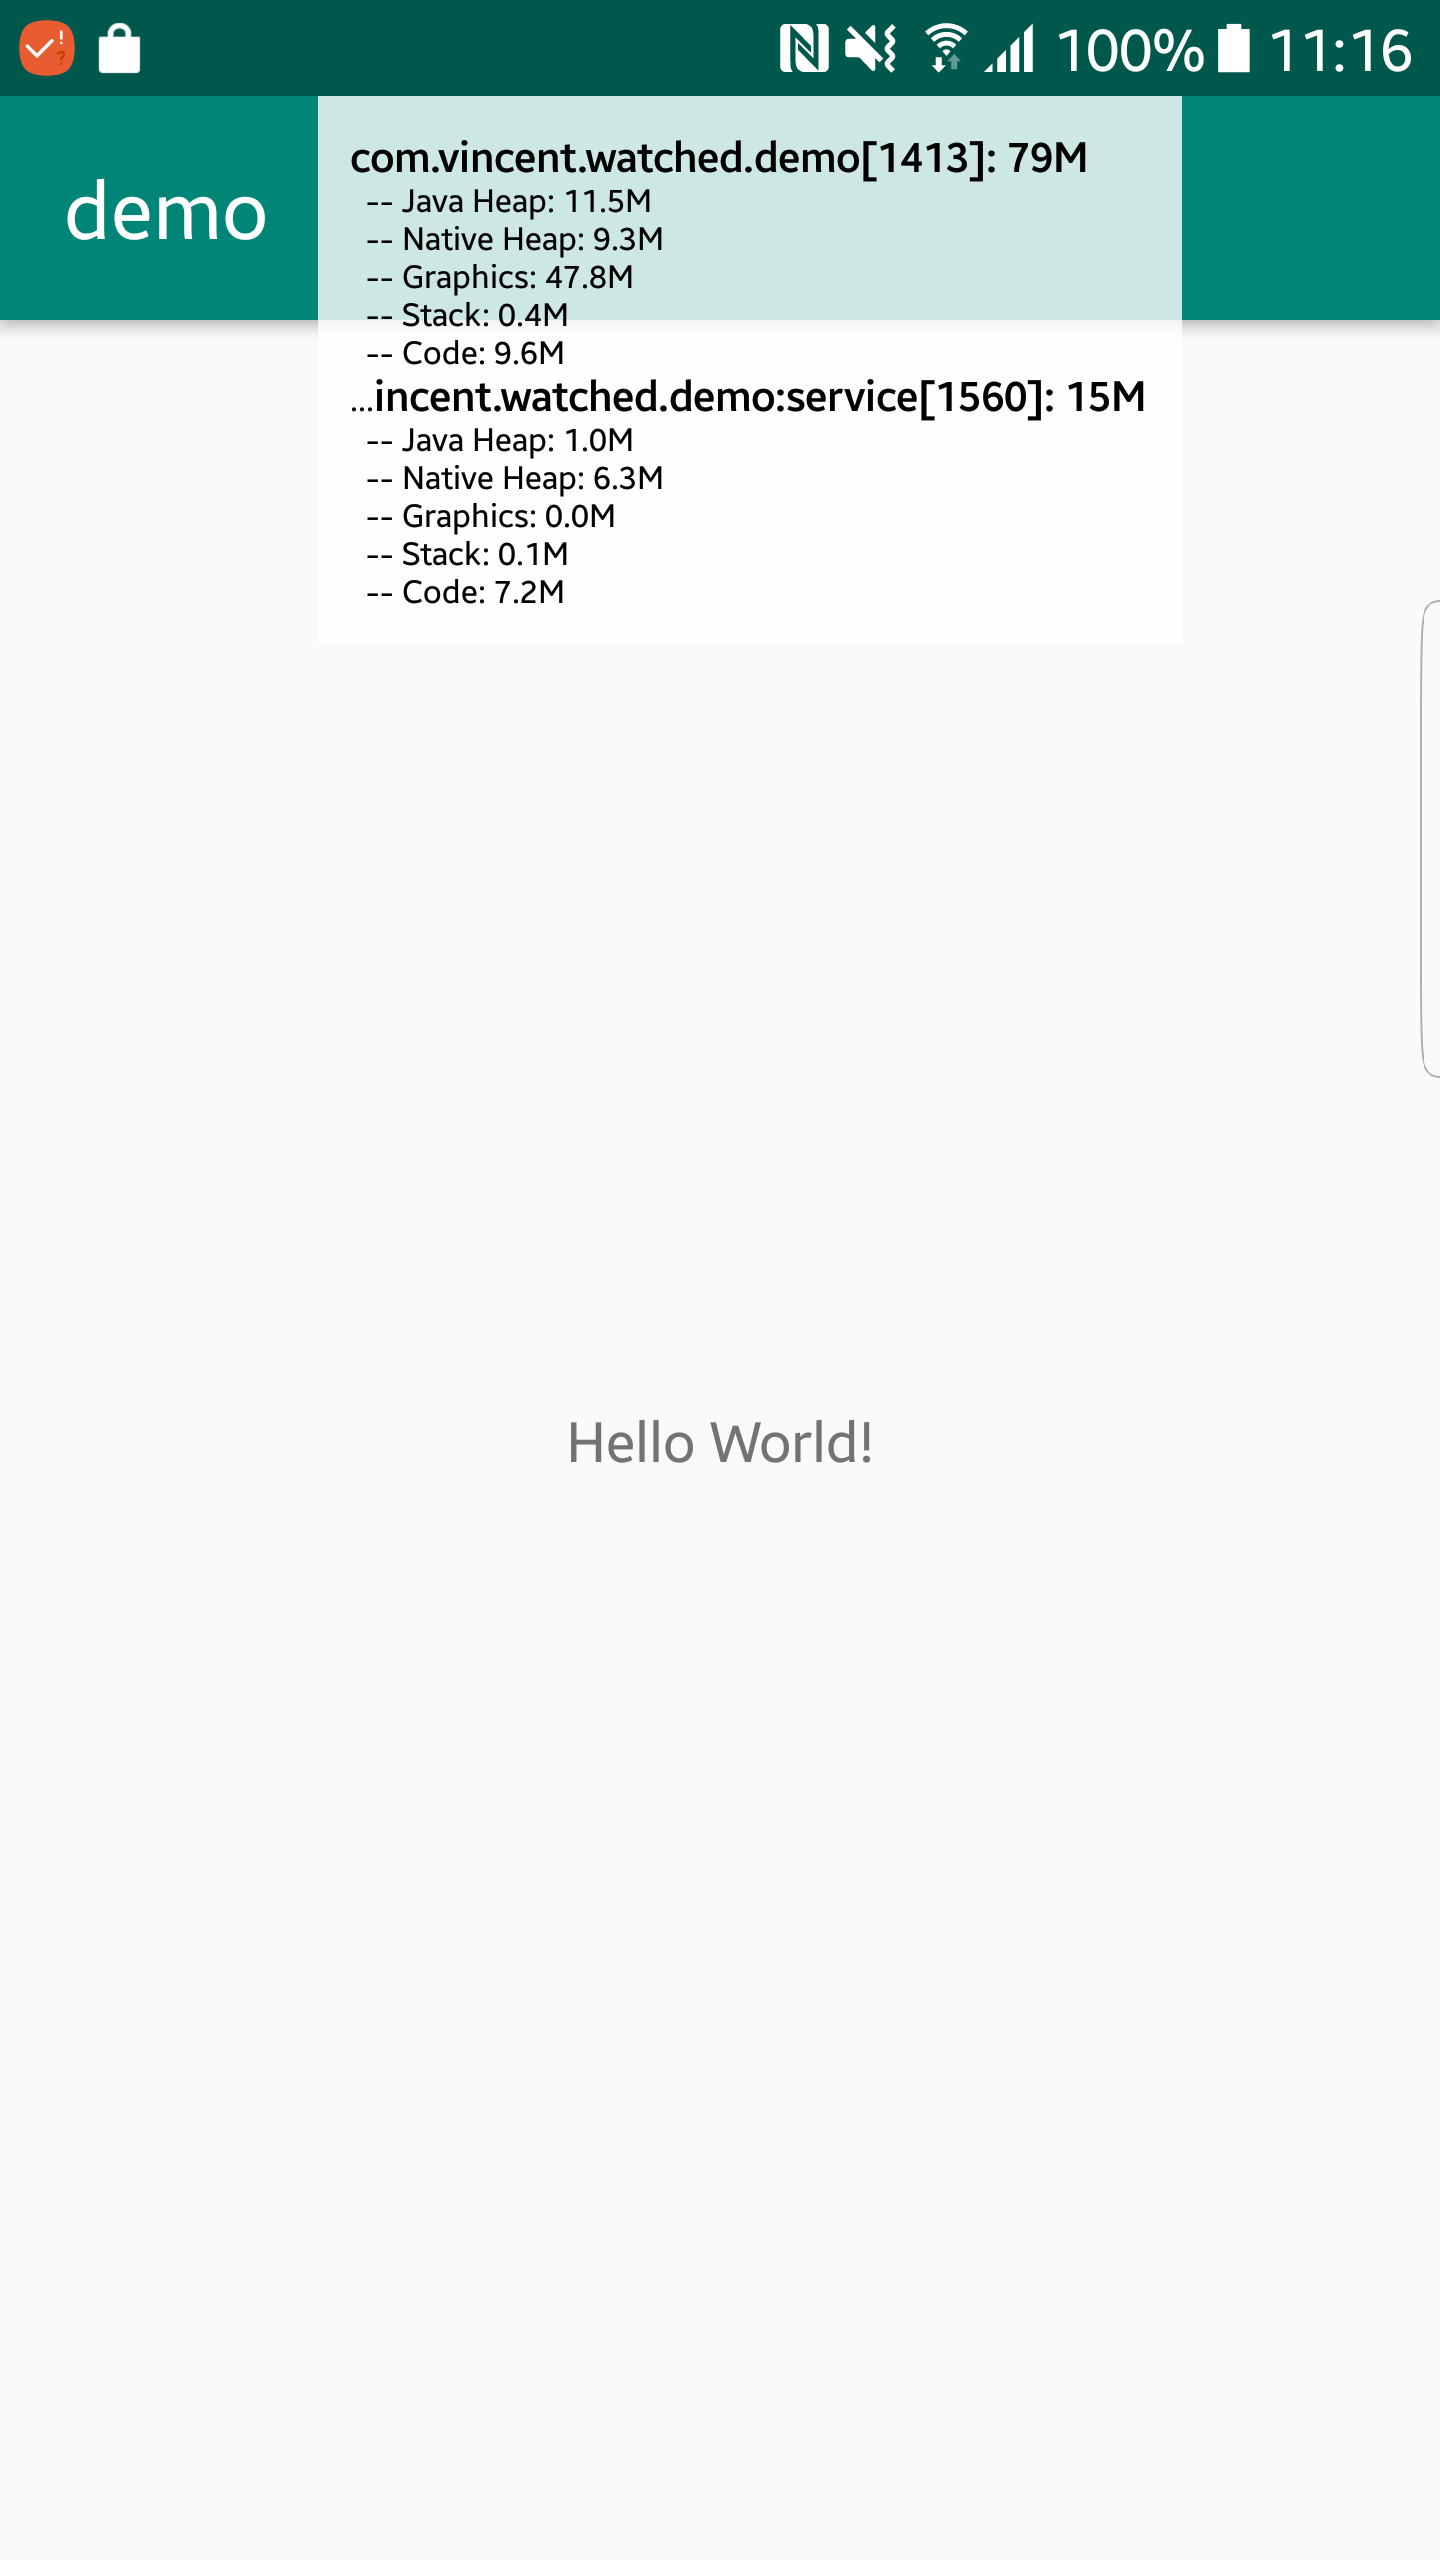 100% 11:16
demo
com.vincent.watched.demo[1413]: 79M
-- Java Heap: 11.5M
-- Native Heap: 9.3M
-- Graphics: 47.8M
-- Stack: 0.4M
-- Code: 9.6M
...incent.watched.demo:service[1560]: 15M
-- Java Heap: 1.0M
-- Native Heap: 6.3M
-- Graphics: 0.0M
-- Stack: 0.1M
-- Code: 7.2M
Hello World!